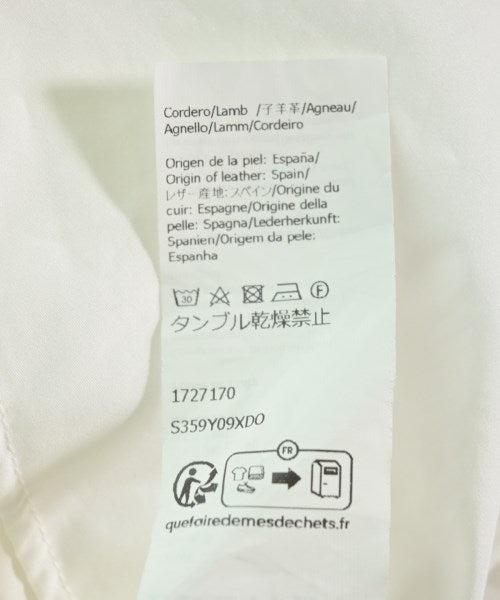 Cordero/Lamb /子羊革/Agneau/
Agnello/Lamm/Cordeiro
Origen de la piel: España/
Origin of leather: Spain/
レザー産地:スペイン/Origine du
cuir: Espagne/Origine della
pelle: Spagna/Lederherkunft:
Spanien/Origem da pele:
Espanha
30 F
タンブル乾燥禁止
1727170
S359Y09XDO
FR
quefairedemesdechets.fr